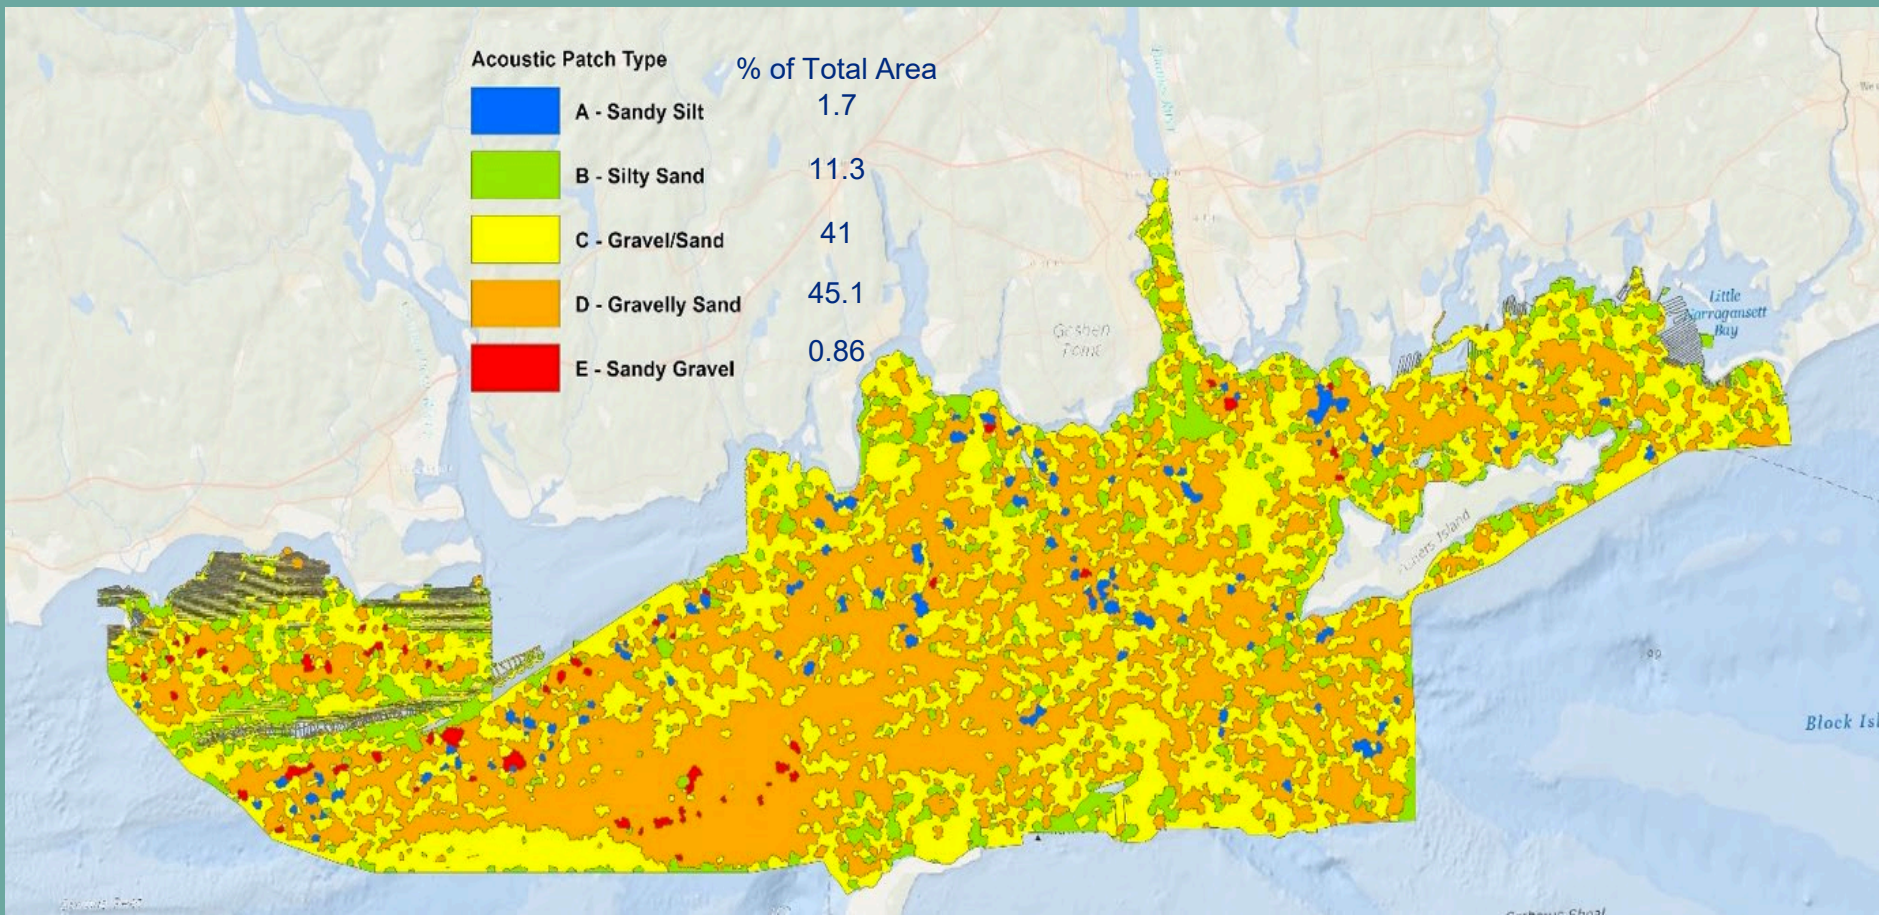 Acoustic Patch Type
% of Total Area
A - Sandy Silt
1.7
B - Silty Sand
11.3
C - Gravel/Sand
41
D - Gravelly Sand
45.1
E - Sandy Gravel
0.86
Goshen
Point
Little
Narragansett
Bay
Fishers Island
Block Isl